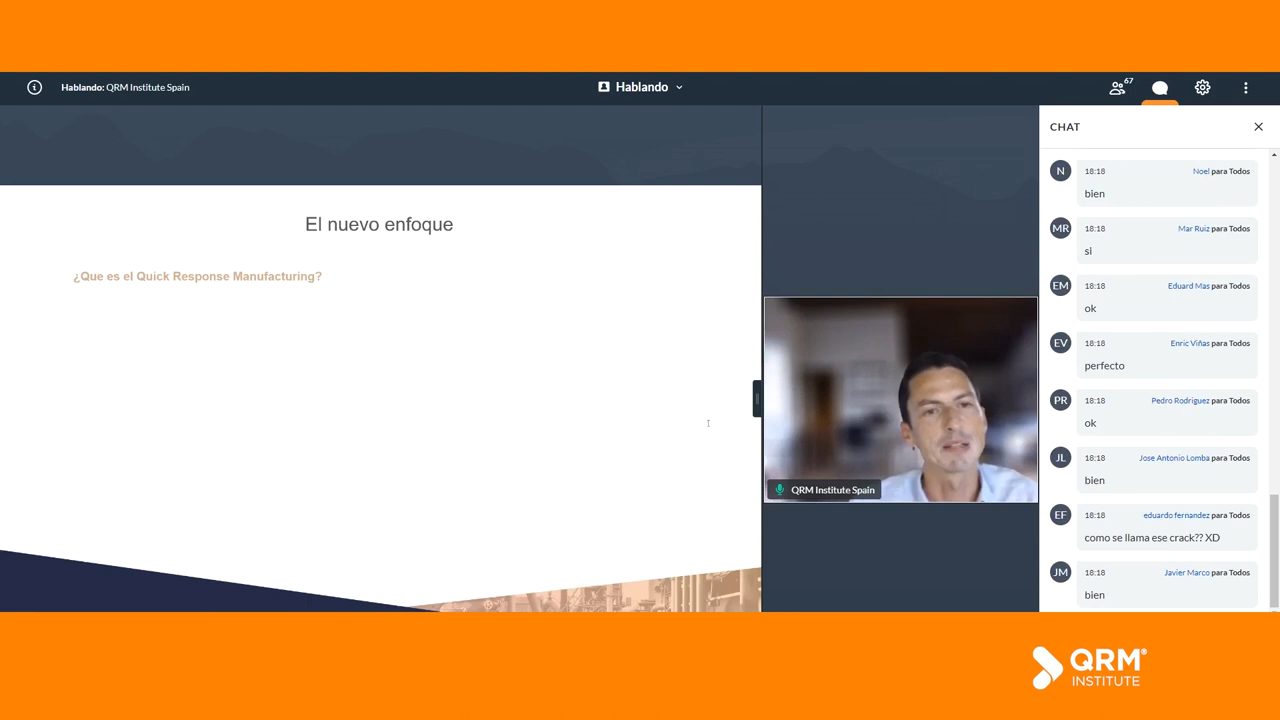 Hablando: QRM Institute Spain
Hablando
67
El nuevo enfoque
¿Que es el Quick Response Manufacturing?
QRM Institute Spain
CHAT
N
18:18
Noel para Todos
bien
MR
18:18
Mar Ruiz para Todos
si
EM
18:18
Eduard Mas para Todos
ok
EV
18:18
Enric Viñas para Todos
perfecto
PR
18:18
Pedro Rodriguez para Todos
ok
JL
18:18
Jose Antonio Lomba para Todos
bien
EF
18:18
eduardo fernandez para Todos
como se llama ese crack?? XD
JM
18:18
Javier Marco para Todos
bien
QRM®
INSTITUTE